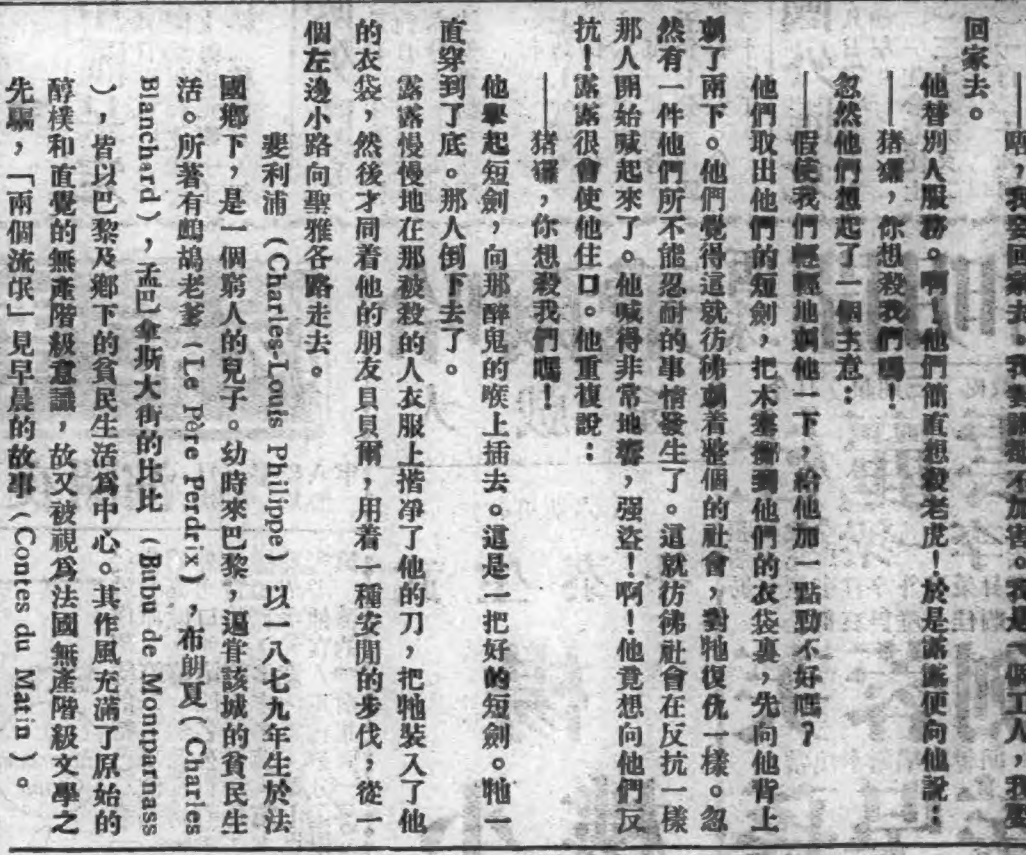 ——唔,我要回家去。我要誰都不加害。我是一個工人,我要
回家去。
他替別人服務。啊!他們簡直想殺老虎!於是露露便向他說:
——猪玀,你想殺我們嗎!
忽然他們想起了一個主意:
——假使我們輕輕地刺他一下,給他加一點勁不好嗎?
他們取出他們的短劍,把木塞擲到他們的衣袋裏,先向他背上
刺了兩下。他們覺得這就彷彿刺着整個的社會,對牠復仇一樣。忽
然有一件他們所不能忍耐的事情發生了。這就彷彿社會在反抗一樣
那人開始喊起來了。他喊得非常地響,强盜!啊!他竟想向他們反
抗!露露很會使他住口。他重復說:
——猪玀,你想殺我們嗎!
他舉起短劍,向那醉鬼的喉上插去。這是一把好的短劍。牠一
直穿到了底。那人倒下去了。
露露慢慢地在那被殺的人衣服上揩凈了他的刀,把牠裝入了他
的衣袋,然後才同着他的朋友貝貝爾,用着一種安閒的步伐,從一
個左邊小路向聖雅各路走去。
斐利浦 (Charles-Louis Philippe) 以一八七九年生於法
國鄉下,是一個窮人的兒子。幼時來巴黎,遍嘗該城的貧民生
活。所著有鷓鴣老爹(Le Père Perdrix),布朗夏(Charles
Blanchard),孟巴拿斯大街的比比 (Bubu de Montparnass
),皆以巴黎及鄉下的貧民生活爲中心。其作風充滿了原始的
醇樸和直覺的無產階級意識,故又被視爲法國無產階級文學之
先驅,「兩個流氓」見早晨的故事(Contes du Matin)。